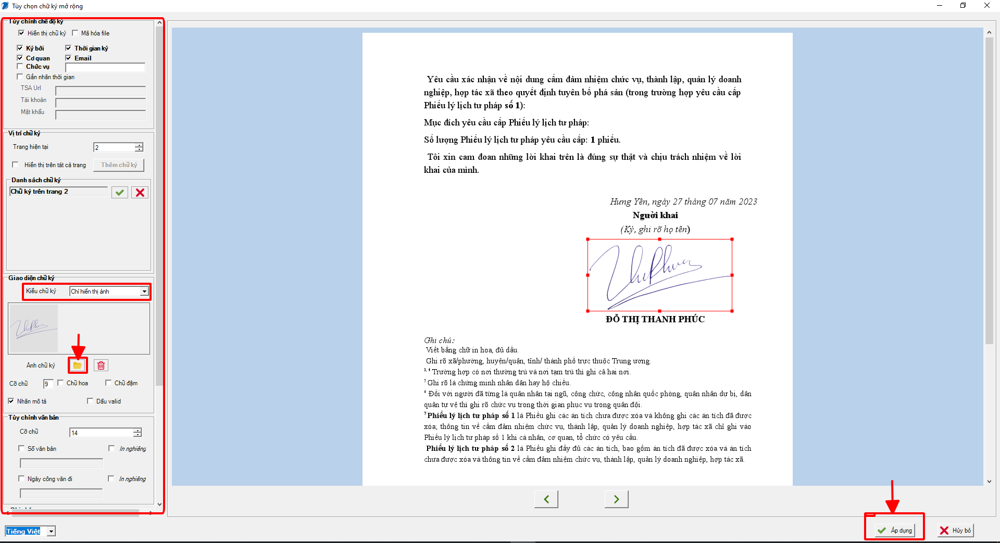 Tùy chọn chữ ký mở rộng
Tùy chỉnh chế độ ký
Hiển thị chữ ký
Mã hóa file
Ký bởi
Thời gian ký
Cơ quan
Email
Chức vụ
Gắn nhãn thời gian
TSA Url
Tài khoản
Mật khẩu
Vị trí chữ ký
Trang hiện tại
2
Hiển thị trên tất cả trang
Thêm chữ ký
Danh sách chữ ký
Chữ ký trên trang 2
Giao diện chữ ký
Kiểu chữ ký
Chỉ hiển thị ảnh
Ảnh chữ ký
Cỡ chữ
9
Chữ hoa
Chữ đậm
Nhãn mô tả
Dấu valid
Tùy chỉnh văn bản
Cỡ chữ
14
Số văn bản
In nghiêng
Ngày công văn đi
In nghiêng
Tiếng Việt
Yêu cầu xác nhận về nội dung cấm đảm nhiệm chức vụ, thành lập, quản lý doanh
nghiệp, hợp tác xã theo quyết định tuyên bố phá sản (trong trường hợp yêu cầu cấp
Phiếu lý lịch tư pháp số 1):
Mục đích yêu cầu cấp Phiếu lý lịch tư pháp:
Số lượng Phiếu lý lịch tư pháp yêu cầu cấp: 1 phiếu.
Tôi xin cam đoan những lời khai trên là đúng sự thật và chịu trách nhiệm về lời
khai của mình.
Hưng Yên, ngày 27 tháng 07 năm 2023
Người khai
(Ký, ghi rõ họ tên)
ĐỖ THỊ THANH PHÚC
Ghi chú:
Viết bằng chữ in hoa, đủ dấu.
Ghi rõ xã/phường, huyện/quận, tỉnh/ thành phố trực thuộc Trung ương.
3, 4 Trường hợp có nơi thường trú và nơi tạm trú thì ghi cả hai nơi.
5 Ghi rõ là chứng minh nhân dân hay hộ chiếu.
6 Đối với người đã từng là quân nhân tại ngũ, công chức, công nhân quốc phòng, quân nhân dự bị, dân
quân tự vệ thì ghi rõ chức vụ trong thời gian phục vụ trong quân đội.
7 Phiếu lý lịch tư pháp số 1 là Phiếu ghi các án tích chưa được xóa và không ghi các án tích đã được
xóa; thông tin về cấm đảm nhiệm chức vụ, thành lập, quản lý doanh nghiệp, hợp tác xã chỉ ghi vào
Phiếu lý lịch tư pháp số 1 khi cá nhân, cơ quan, tổ chức có yêu cầu.
Phiếu lý lịch tư pháp số 2 là Phiếu ghi đầy đủ các án tích, bao gồm án tích đã được xóa và án tích
chưa được xóa và thông tin về cấm đảm nhiệm chức vụ, thành lập, quản lý doanh nghiệp, hợp tác xã.
Áp dụng
Hủy bỏ